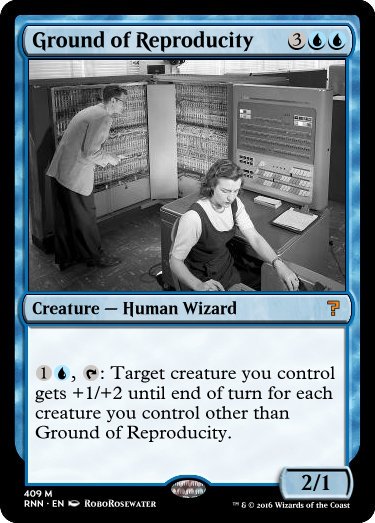 Ground of Reproducity 3
Creature — Human Wizard ?
1, : Target creature you control
gets +1/+2 until end of turn for each
creature you control other than
Ground of Reproducity.
2/1
409 M
RNN • EN RoboRosewater
™ & © 2016 Wizards of the Coast